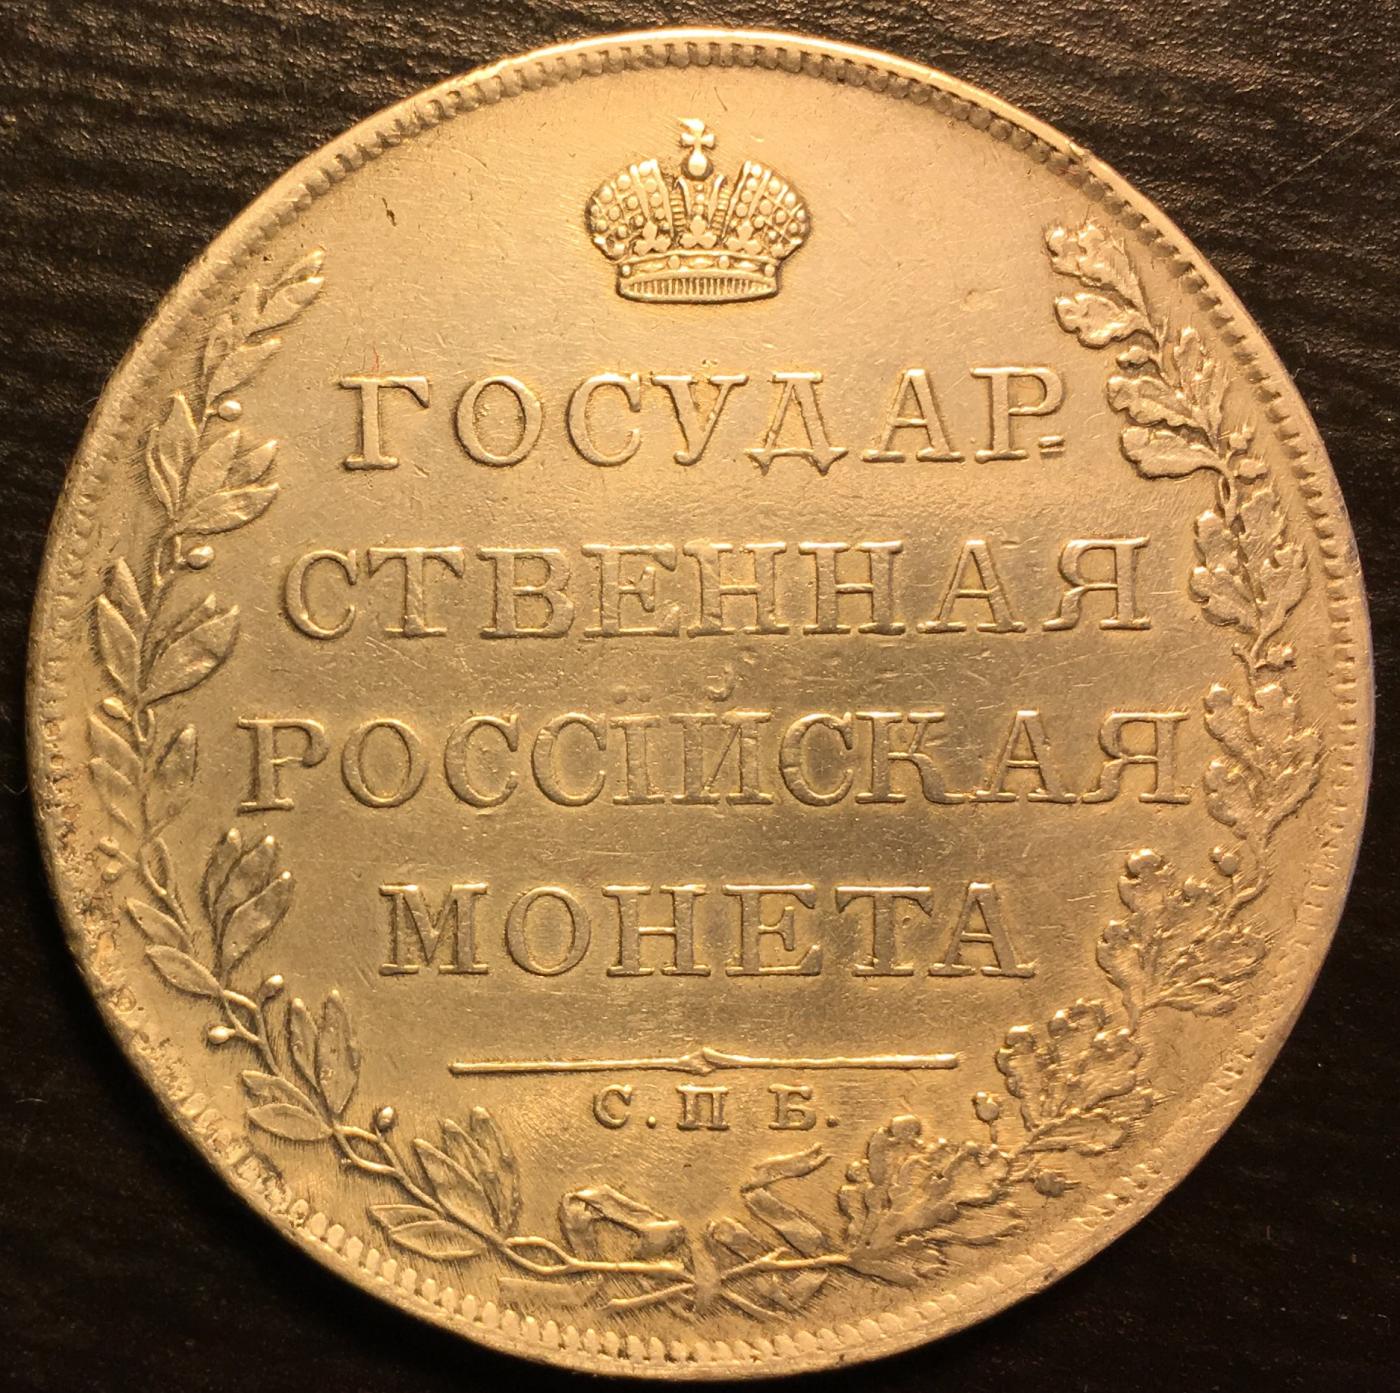 ГОСУДАР=
СТВЕННАЯ
РОССІЙСКАЯ
МОНЕТА
С.П Б.